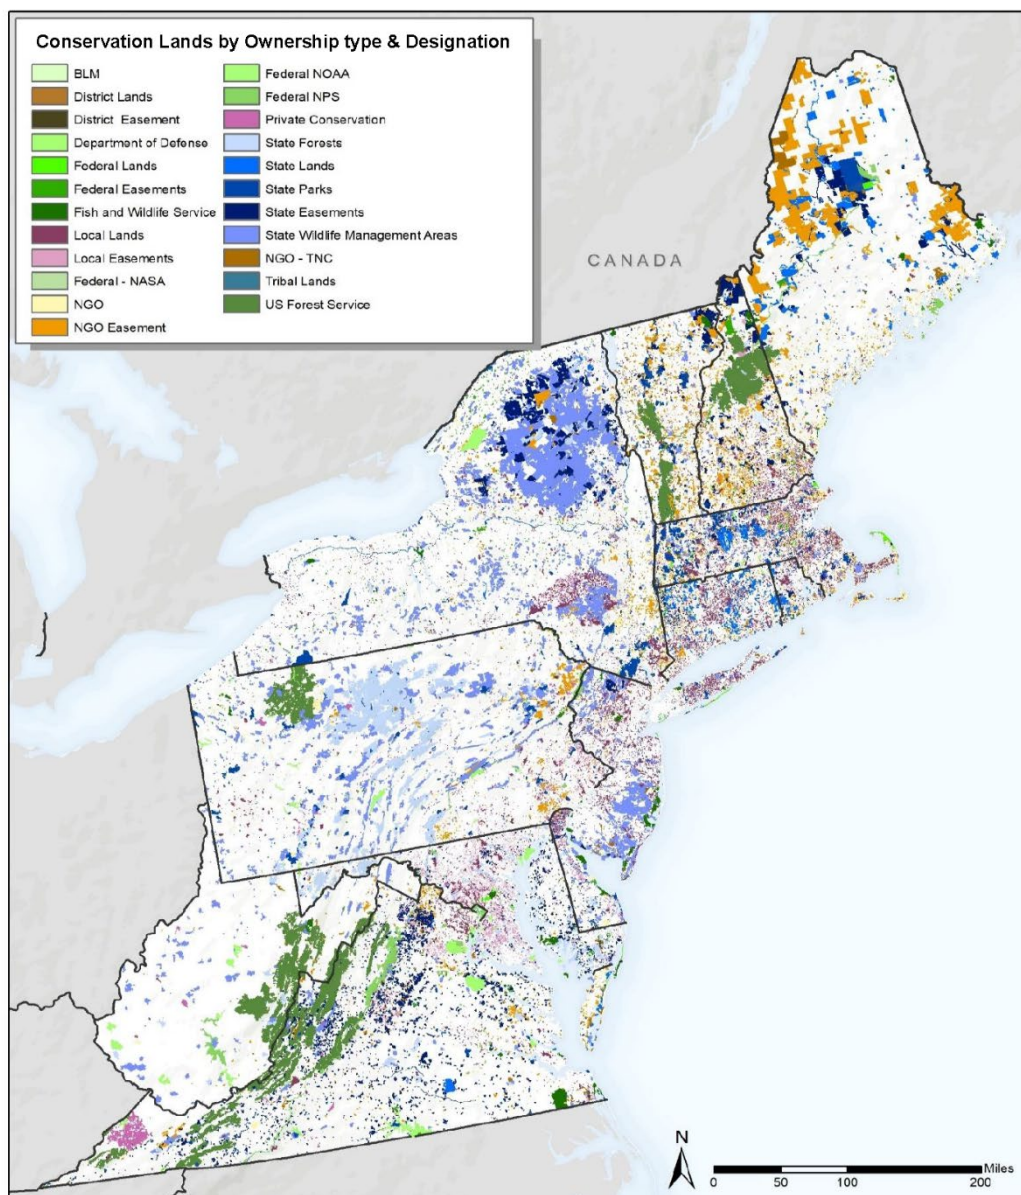 Conservation Lands by Ownership type & Designation
BLM
District Lands
District Easement
Department of Defense
Federal Lands
Federal Easements
Fish and Wildlife Service
Local Lands
Local Easements
Federal - NASA
NGO
NGO Easement
Federal NOAA
Federal NPS
Private Conservation
State Forests
State Lands
State Parks
State Easements
State Wildlife Management Areas
NGO - TNC
Tribal Lands
US Forest Service
CANADA
N
Miles
0 50 100 200